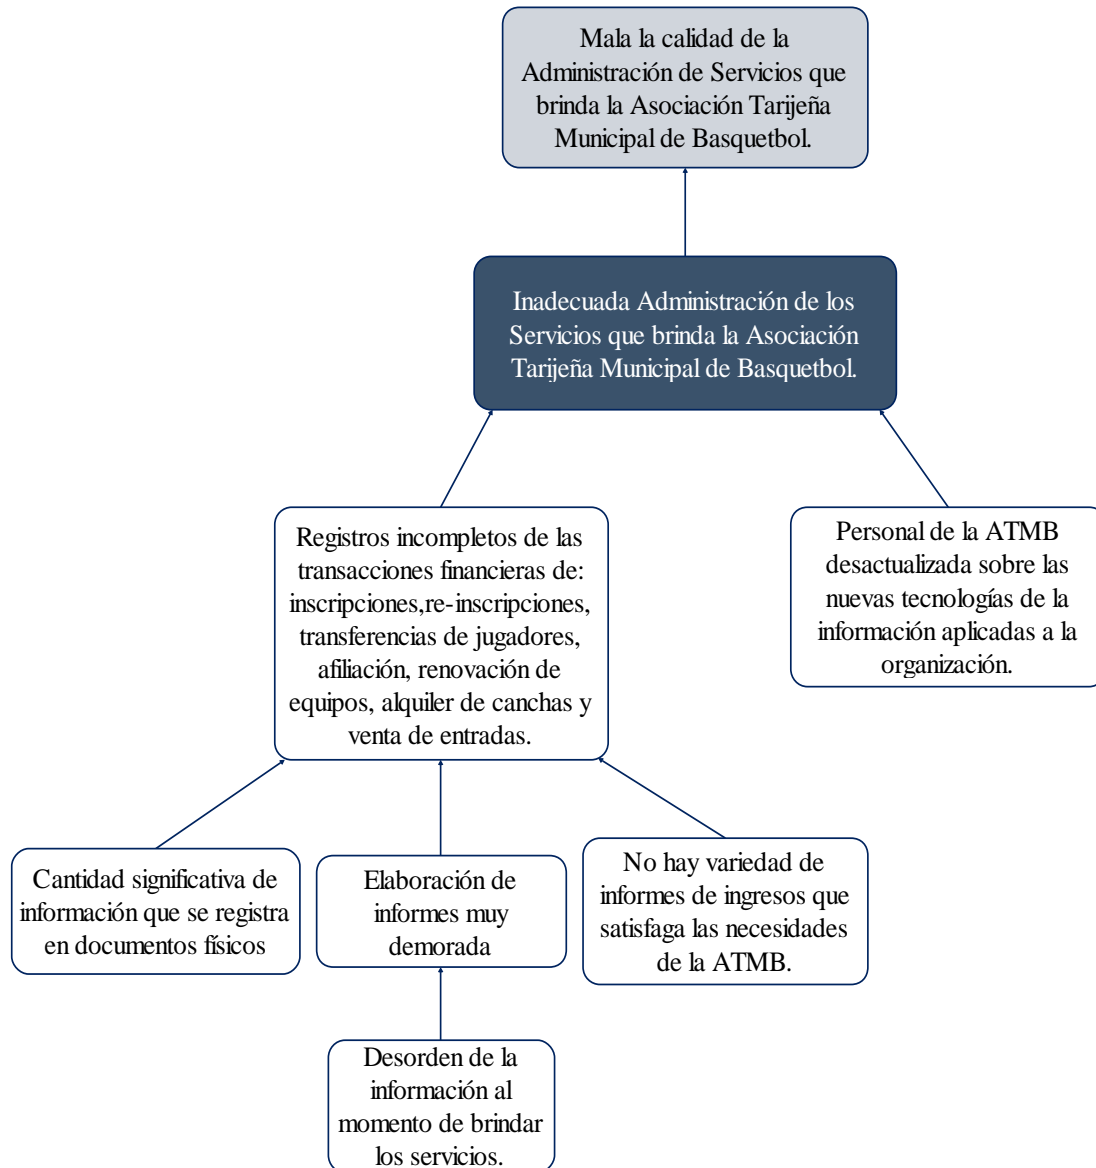 Mala la calidad de la
Administración de Servicios que
brinda la Asociación Tarijeña
Municipal de Basquetbol.
Inadecuada Administración de los
Servicios que brinda la Asociación
Tarijeña Municipal de Basquetbol.
Registros incompletos de las
transacciones financieras de:
inscripciones,re-inscripciones,
transferencias de jugadores,
afiliación, renovación de
equipos, alquiler de canchas y
venta de entradas.
Personal de la ATMB
desactualizada sobre las
nuevas tecnologías de la
información aplicadas a la
organización.
Cantidad significativa de
información que se registra
en documentos físicos
Elaboración de
informes muy
demorada
No hay variedad de
informes de ingresos que
satisfaga las necesidades
de la ATMB.
Desorden de la
información al
momento de brindar
los servicios.